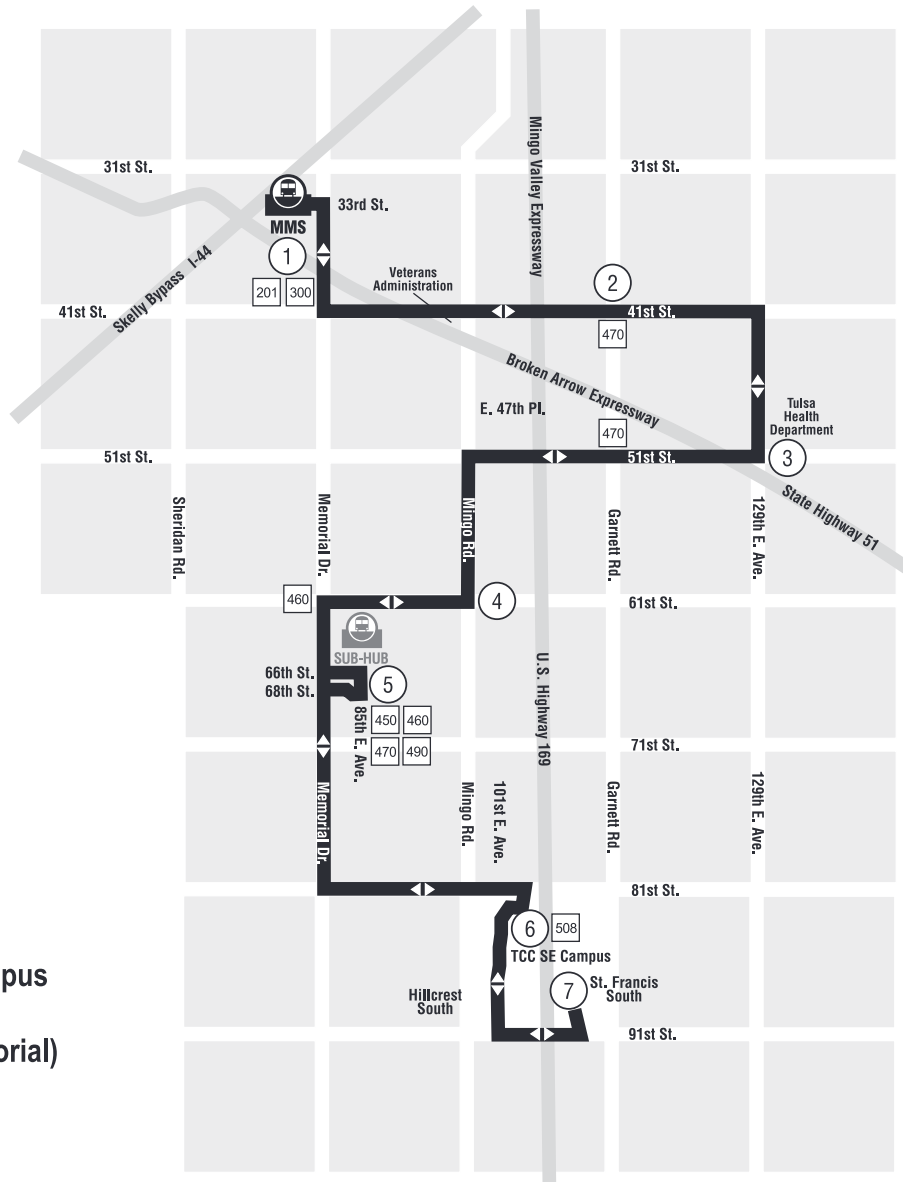 31st St.
31st St.
Mingo Valley Expressway
33rd St.
MMS
1
201
300
Skelly Bypass I-44
Veterans
Administration
2
41st St.
41st St.
470
Broken Arrow Expressway
E. 47th Pl.
470
Tulsa
Health
Department
51st St.
51st St.
3
State Highway 51
Sheridan Rd.
Memorial Dr.
Mingo Rd.
Garnett Rd.
129th E. Ave.
460
4
61st St.
SUB-HUB
66th St.
68th St.
5
85th E. Ave.
450
460
470
490
U.S. Highway 169
71st St.
Memorial Dr.
Mingo Rd.
101st E. Ave.
Garnett Rd.
129th E. Ave.
81st St.
6
508
TCC SE Campus
pus
Hillcrest
South
7
St. Francis
South
91st St.
orial)